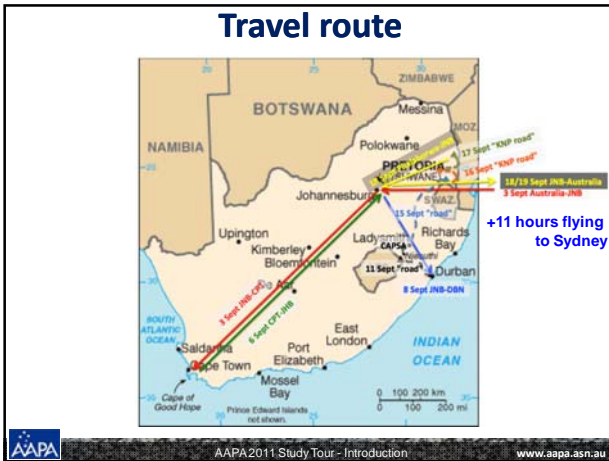 Travel route
20
25
30
ZIMBABWE
Messina
BOTSWANA
MOZ.
NAMIBIA
Polokwane
17 Sept "KNP road"
16 Sept "KNP road"
PRETORIA
18/19 Sept JNB-Australia
3 Sept Australia-JNB
Johannesburg
SWAZ.
+11 hours flying
to Sydney
15 Sept "road"
Upington
Ladysmith
Richards
Bay
Kimberley
CAPSA
Bloemfontein
11 Sept "road"
Durban
8 Sept JNB-DBN
3 Sept JNB-CPT
6 Sept CPT-JHB
SOUTH
ATLANTIC
OCEAN
East
London
INDIAN
OCEAN
Saldanha
Port
Elizabeth
Cape Town
Mossel
Bay
Cape of
Good Hope
0 100 200 km
0 100 200 mi
Prince Edward Islands
not shown.
25
30
AAPA
AAPA 2011 Study Tour - Introduction
www.aapa.asn.au